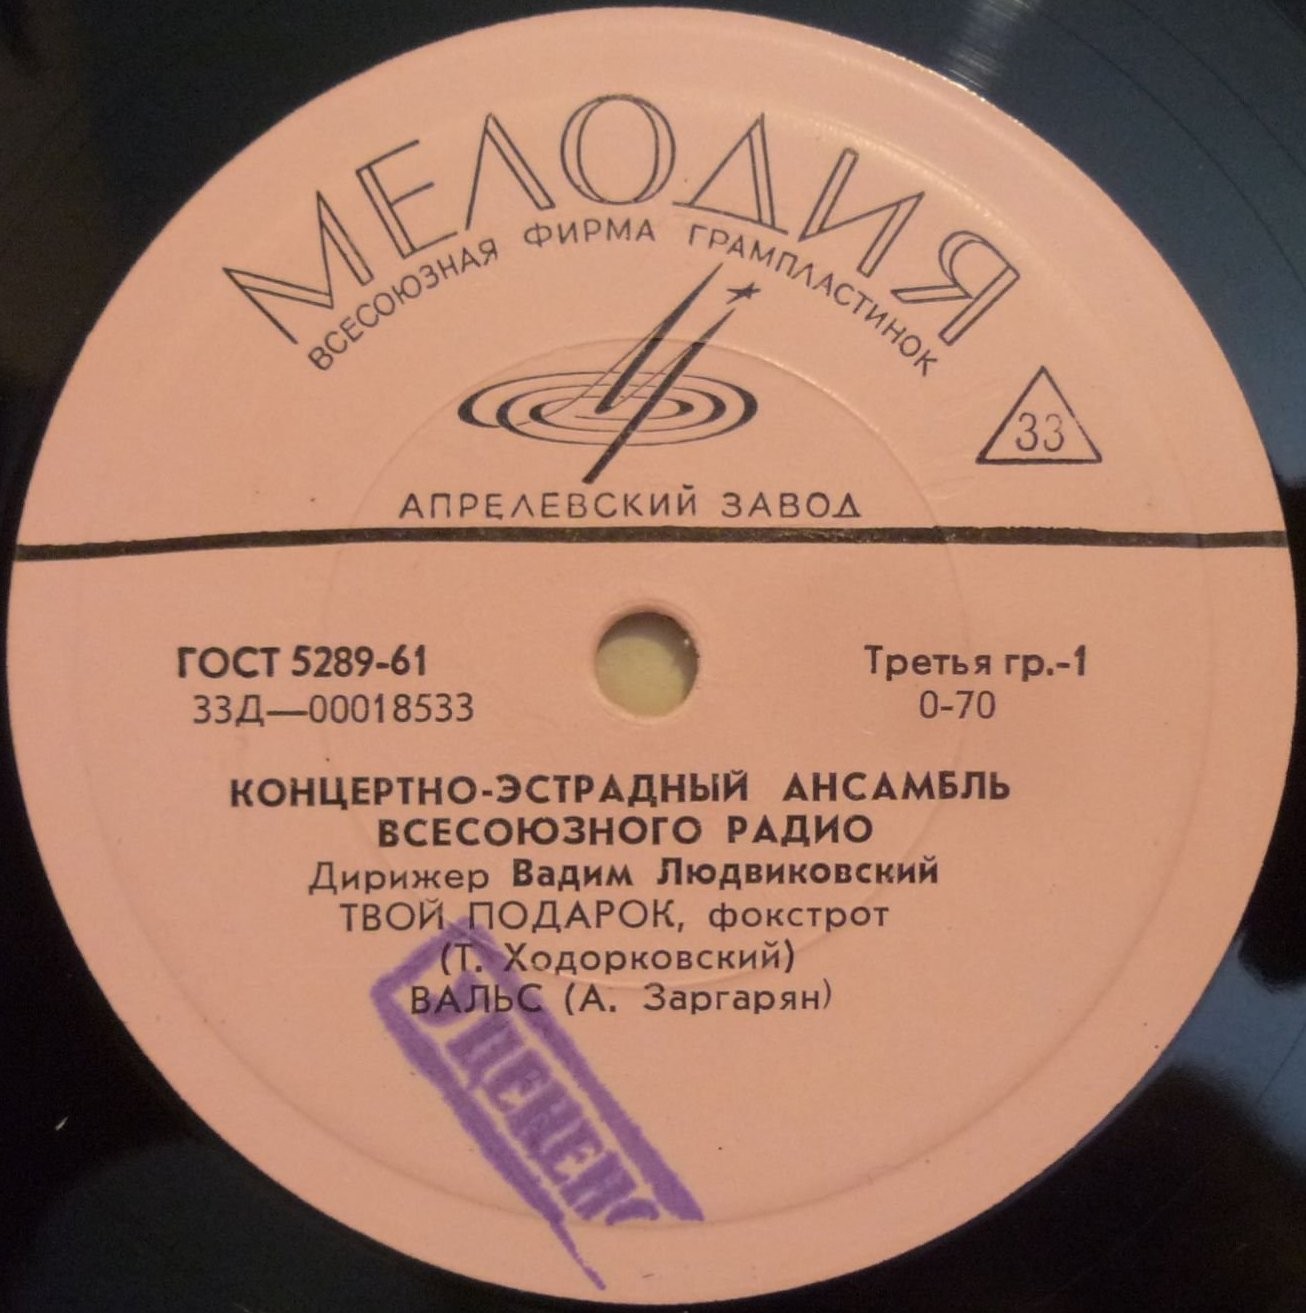 МЕЛОДИЯ
ВСЕСОЮЗНАЯ ФИРМА ГРАМПЛАСТИНОК
33
АПРЕЛЕВСКИЙ ЗАВОД
ГОСТ 5289-61
Третья гр.-1
33Д—00018533
0-70
КОНЦЕРТНО-ЭСТРАДНЫЙ АНСАМБЛЬ
ВСЕСОЮЗНОГО РАДИО
Дирижер Вадим Людвиковский
ТВОЙ ПОДАРОК, фокстрот
(Т. Ходорковский)
ВАЛЬС (А. Заргарян)
УЦЕНЕНО